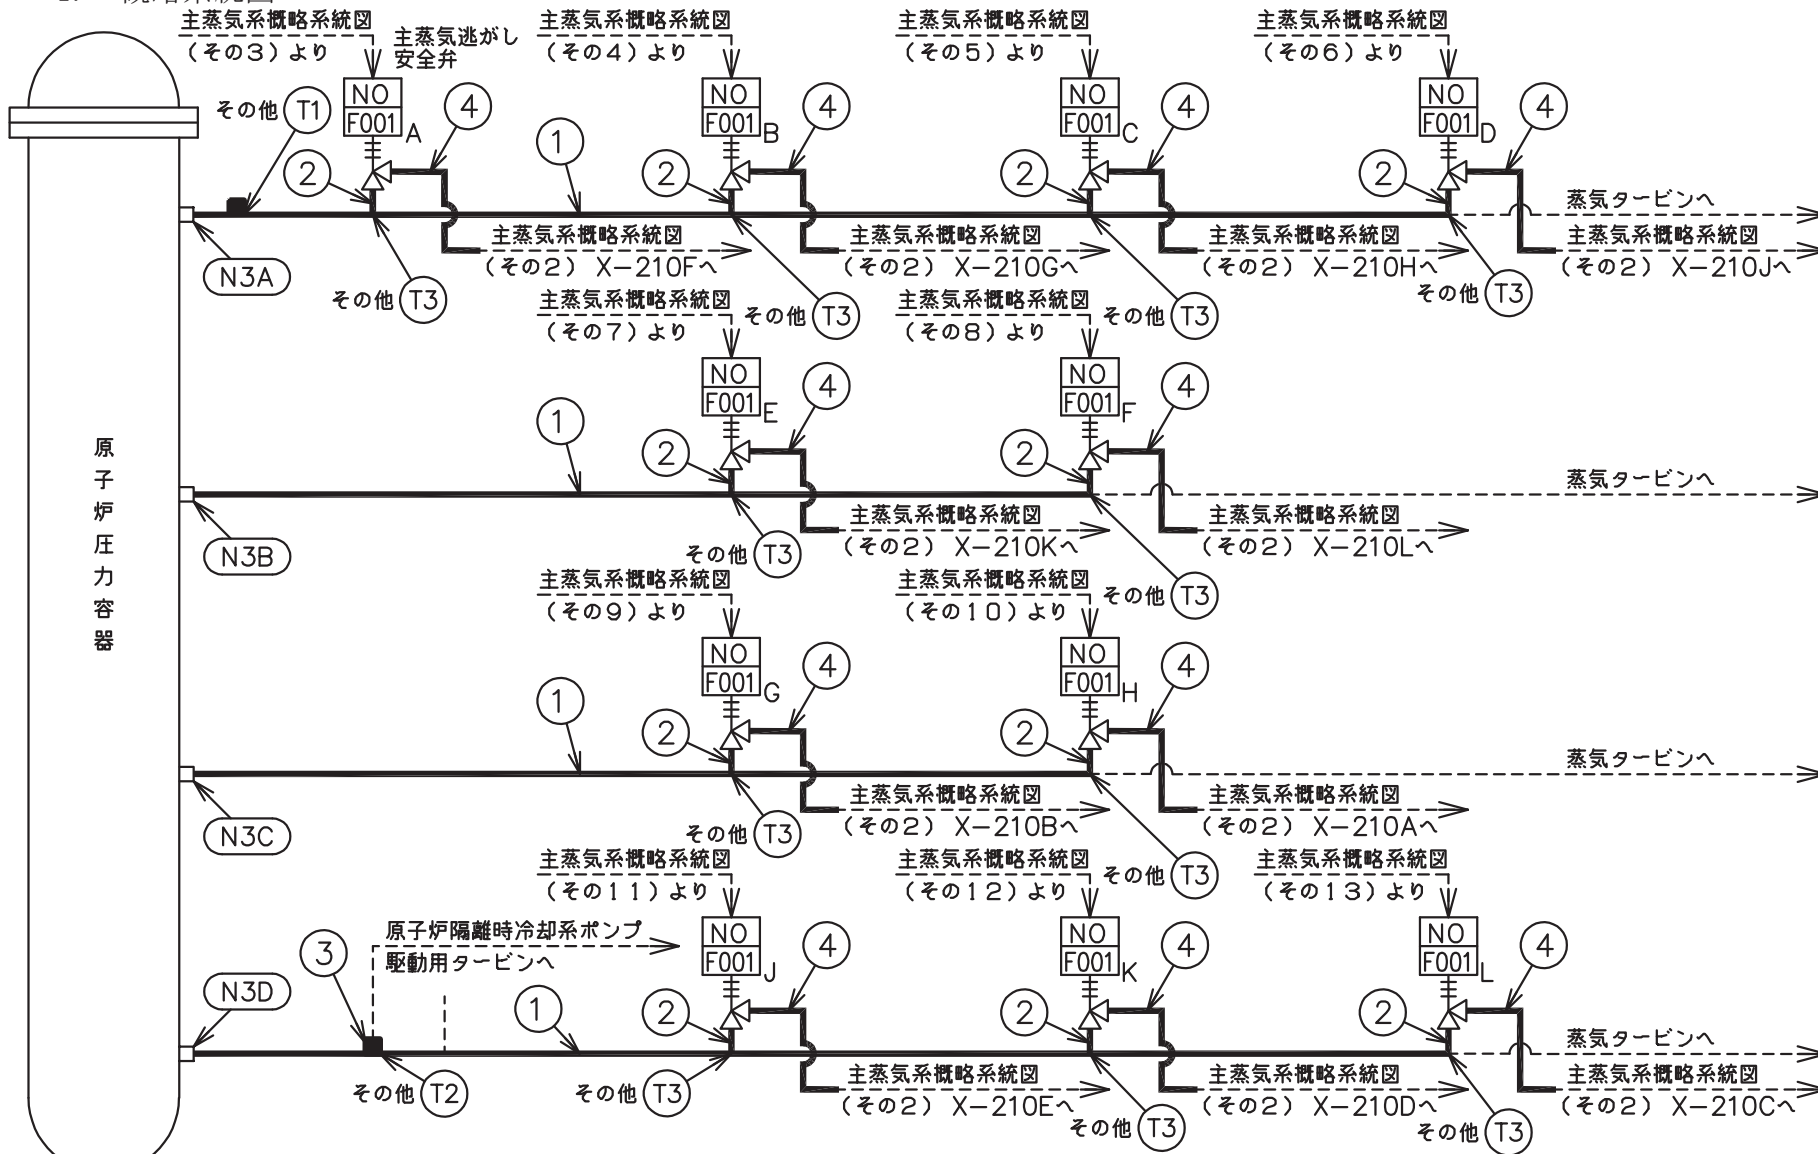 主蒸気系概略系統図
(その3)より
主蒸気逃がし
安全弁
主蒸気系概略系統図
(その4)より
主蒸気系概略系統図
(その5)より
主蒸気系概略系統図
(その6)より
その他 T1
NO
F001 A
4
NO
F001 B
4
NO
F001 C
4
NO
F001 D
4
2
1
2
2
2
蒸気タービンへ
N3A
主蒸気系概略系統図
(その2) X-210Fへ
主蒸気系概略系統図
(その2) X-210Gへ
主蒸気系概略系統図
(その2) X-210Hへ
主蒸気系概略系統図
(その2) X-210Jへ
その他 T3
その他 T3
その他 T3
その他 T3
主蒸気系概略系統図
(その7)より
主蒸気系概略系統図
(その8)より
NO
F001 E
4
NO
F001 F
4
1
2
2
蒸気タービンへ
N3B
主蒸気系概略系統図
(その2) X-210Kへ
主蒸気系概略系統図
(その2) X-210Lへ
その他 T3
その他 T3
原子炉圧力容器
主蒸気系概略系統図
(その9)より
主蒸気系概略系統図
(その10)より
NO
F001 G
4
NO
F001 H
4
1
2
2
蒸気タービンへ
N3C
主蒸気系概略系統図
(その2) X-210Bへ
主蒸気系概略系統図
(その2) X-210Aへ
その他 T3
その他 T3
主蒸気系概略系統図
(その11)より
主蒸気系概略系統図
(その12)より
主蒸気系概略系統図
(その13)より
原子炉隔離時冷却系ポンプ
駆動用タービンへ
3
NO
F001 J
4
NO
F001 K
4
NO
F001 L
4
N3D
1
2
2
2
蒸気タービンへ
その他 T2
その他 T3
主蒸気系概略系統図
(その2) X-210Eへ
主蒸気系概略系統図
(その2) X-210Dへ
主蒸気系概略系統図
(その2) X-210Cへ
その他 T3
その他 T3